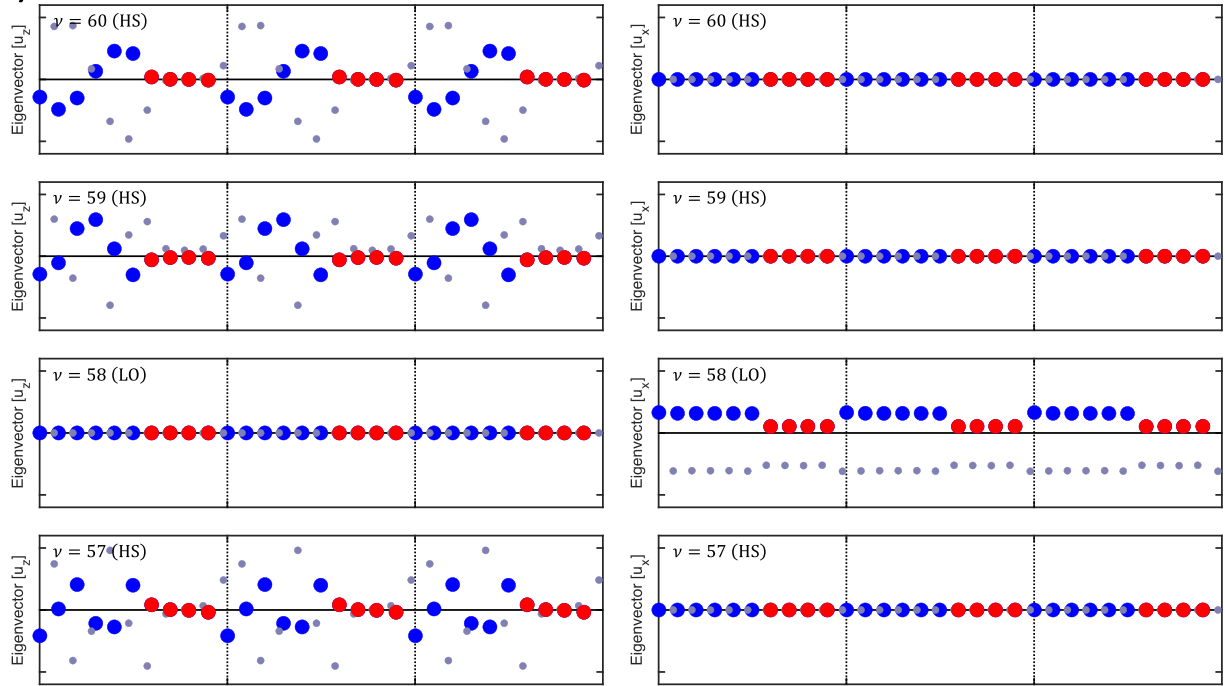 Eigenvector [u_z]
ν = 60 (HS)
Eigenvector [u_x]
ν = 60 (HS)
Eigenvector [u_z]
ν = 59 (HS)
Eigenvector [u_x]
ν = 59 (HS)
Eigenvector [u_z]
ν = 58 (LO)
Eigenvector [u_x]
ν = 58 (LO)
Eigenvector [u_z]
ν = 57 (HS)
Eigenvector [u_x]
ν = 57 (HS)